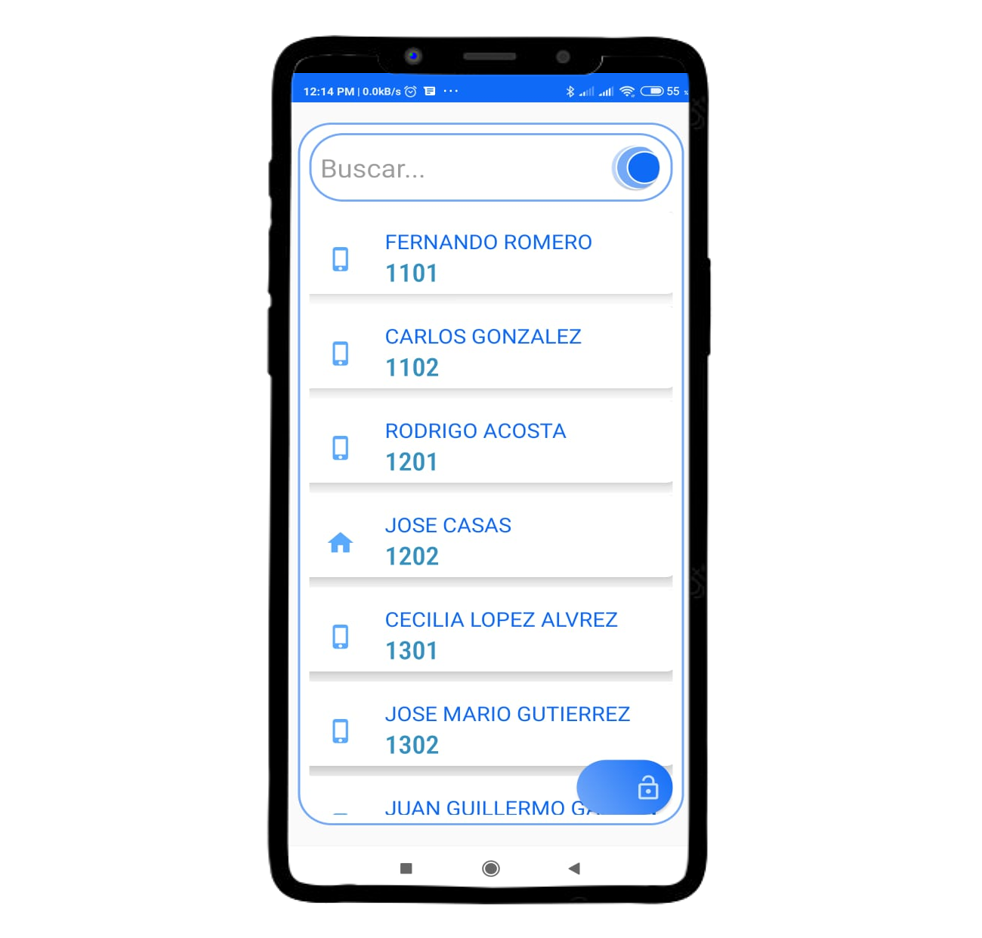 12:14 PM | 0.0kB/s ... 55
Buscar...
FERNANDO ROMERO
1101
CARLOS GONZALEZ
1102
RODRIGO ACOSTA
1201
JOSE CASAS
1202
CECILIA LOPEZ ALVREZ
1301
JOSE MARIO GUTIERREZ
1302
JUAN GUILLERMO